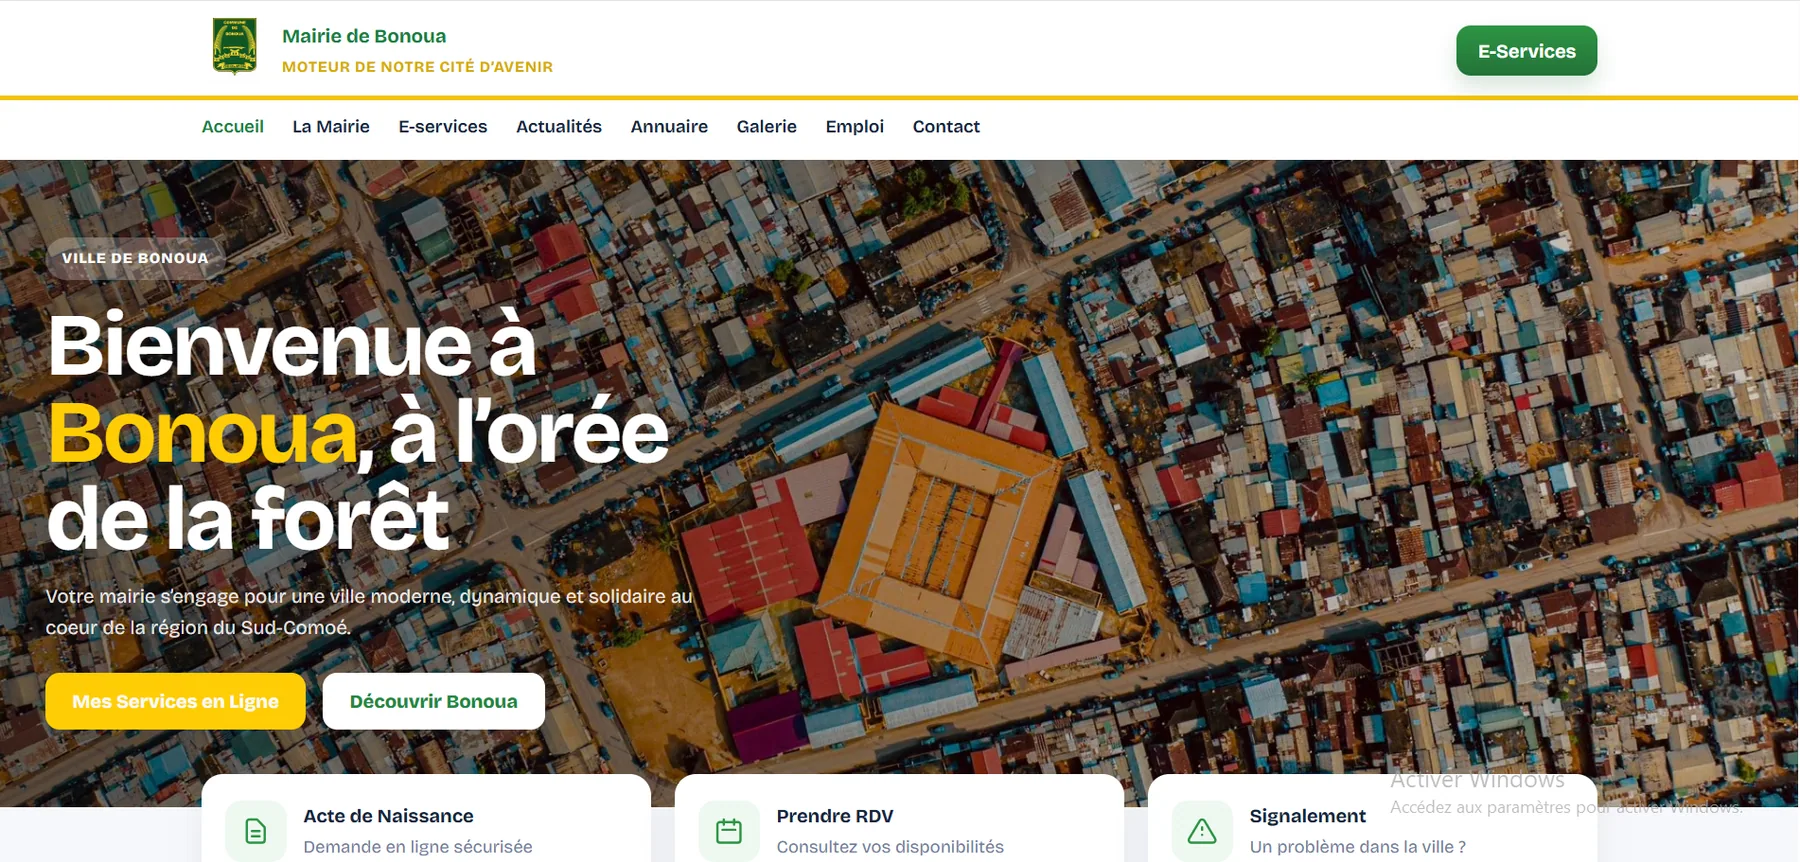 COMMUNE
DE
BONOUA
Mairie de Bonoua
MOTEUR DE NOTRE CITÉ D’AVENIR
E-Services
Accueil
La Mairie
E-services
Actualités
Annuaire
Galerie
Emploi
Contact
VILLE DE BONOUA
Bienvenue à
Bonoua, à l’orée
de la forêt
Votre mairie s’engage pour une ville moderne, dynamique et solidaire au
coeur de la région du Sud-Comoé.
Mes Services en Ligne
Découvrir Bonoua
Acte de Naissance
Demande en ligne sécurisée
Prendre RDV
Consultez vos disponibilités
Signalement
Un problème dans la ville ?
Activer Windows
Accédez aux paramètres pour activer Windows.